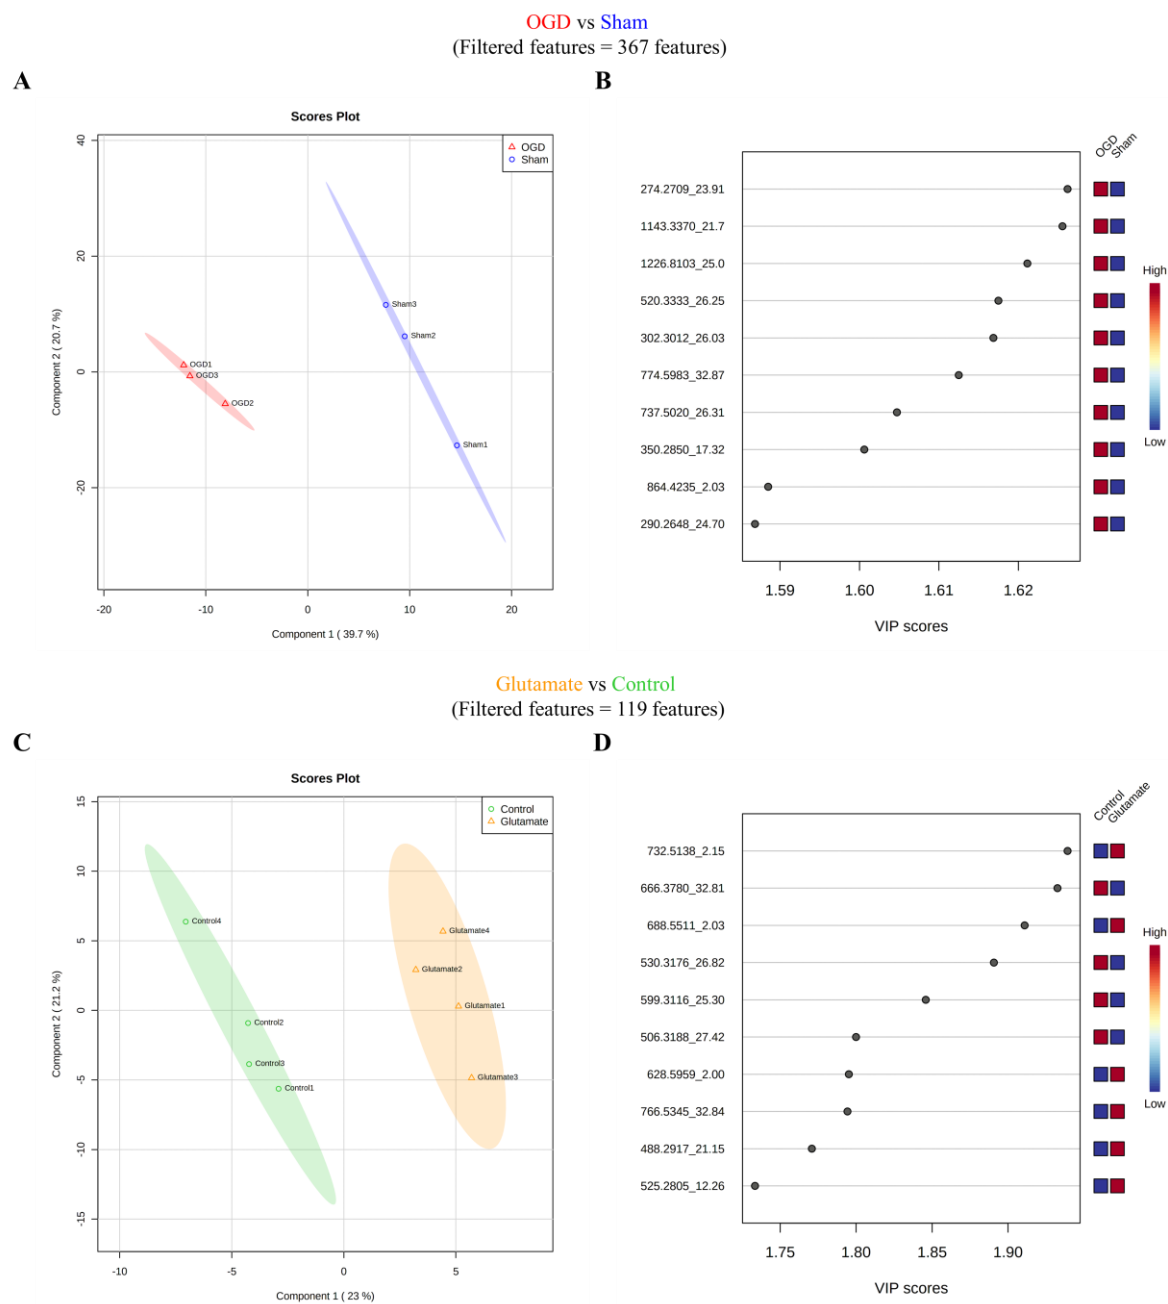 OGD vs Sham
(Filtered features = 367 features)
A
B
Scores Plot
OGD
Sham
40
20
0
-20
Component 2 ( 20.7 %)
Sham3
Sham2
OGD1
OGD3
OGD2
Sham1
-20
-10
0
10
20
Component 1 ( 39.7 %)
OGD
Sham
274.2709_23.91
1143.3370_21.7
1226.8103_25.0
520.3333_26.25
302.3012_26.03
774.5983_32.87
737.5020_26.31
350.2850_17.32
864.4235_2.03
290.2648_24.70
High
Low
1.59
1.60
1.61
1.62
VIP scores
Glutamate vs Control
(Filtered features = 119 features)
C
D
Scores Plot
Control
Glutamate
15
10
5
0
-5
-10
-15
Component 2 ( 21.2 %)
Control4
Glutamate4
Glutamate2
Glutamate1
Control2
Control3
Glutamate3
Control1
-10
-5
0
5
Component 1 ( 23 %)
Control
Glutamate
732.5138_2.15
666.3780_32.81
688.5511_2.03
530.3176_26.82
599.3116_25.30
506.3188_27.42
628.5959_2.00
766.5345_32.84
488.2917_21.15
525.2805_12.26
High
Low
1.75
1.80
1.85
1.90
VIP scores